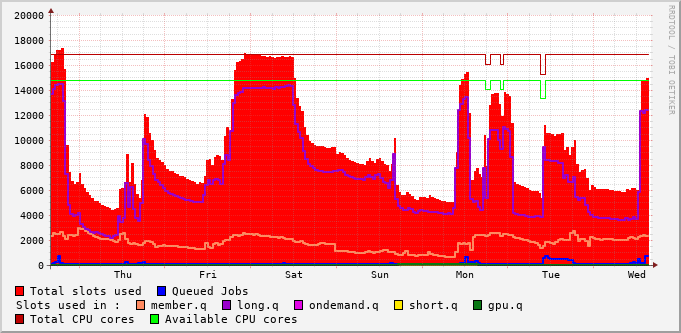 20000
18000
16000
14000
12000
10000
8000
6000
4000
2000
0
Thu Fri Sat Sun Mon Tue Wed
RRDTOOL / TOBI OETIKER
Total slots used Queued Jobs
Slots used in : member.q long.q ondemand.q short.q gpu.q
Total CPU cores Available CPU cores